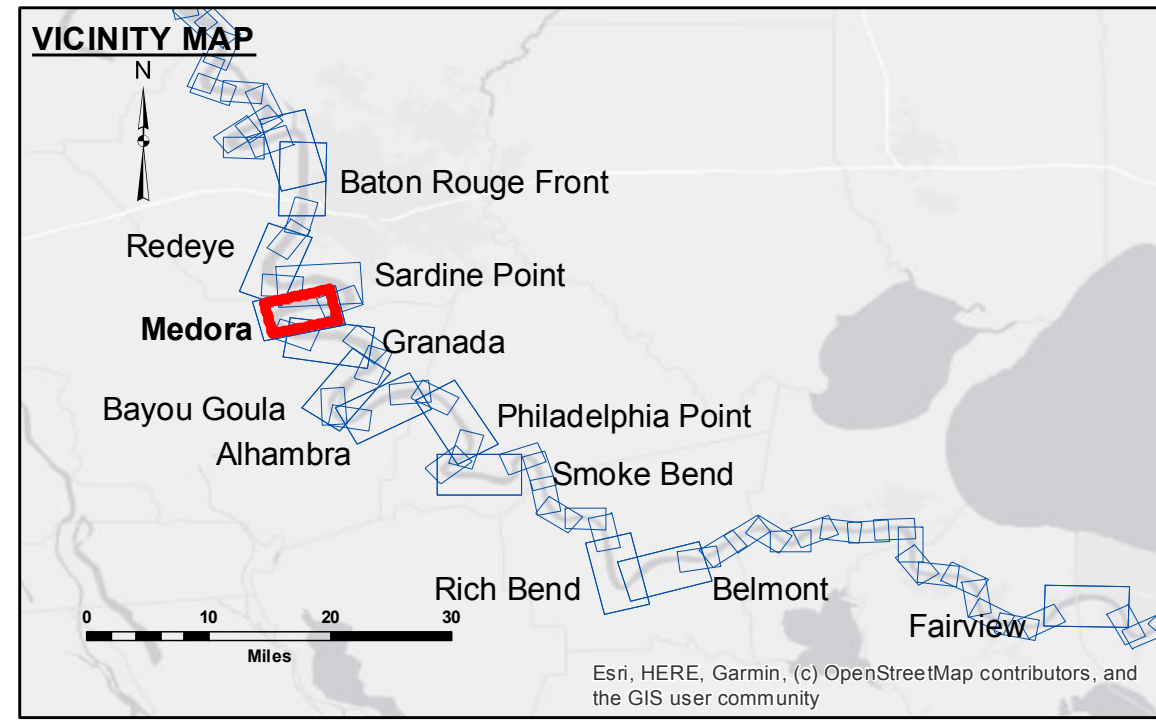 VICINITY MAP
N
Baton Rouge Front
Redeye
Sardine Point
Medora
Granada
Bayou Goula
Philadelphia Point
Alhambra
Smoke Bend
Rich Bend
Belmont
Fairview
0 10 20 30
Miles
Esri, HERE, Garmin, (c) OpenStreetMap contributors, and
the GIS user community